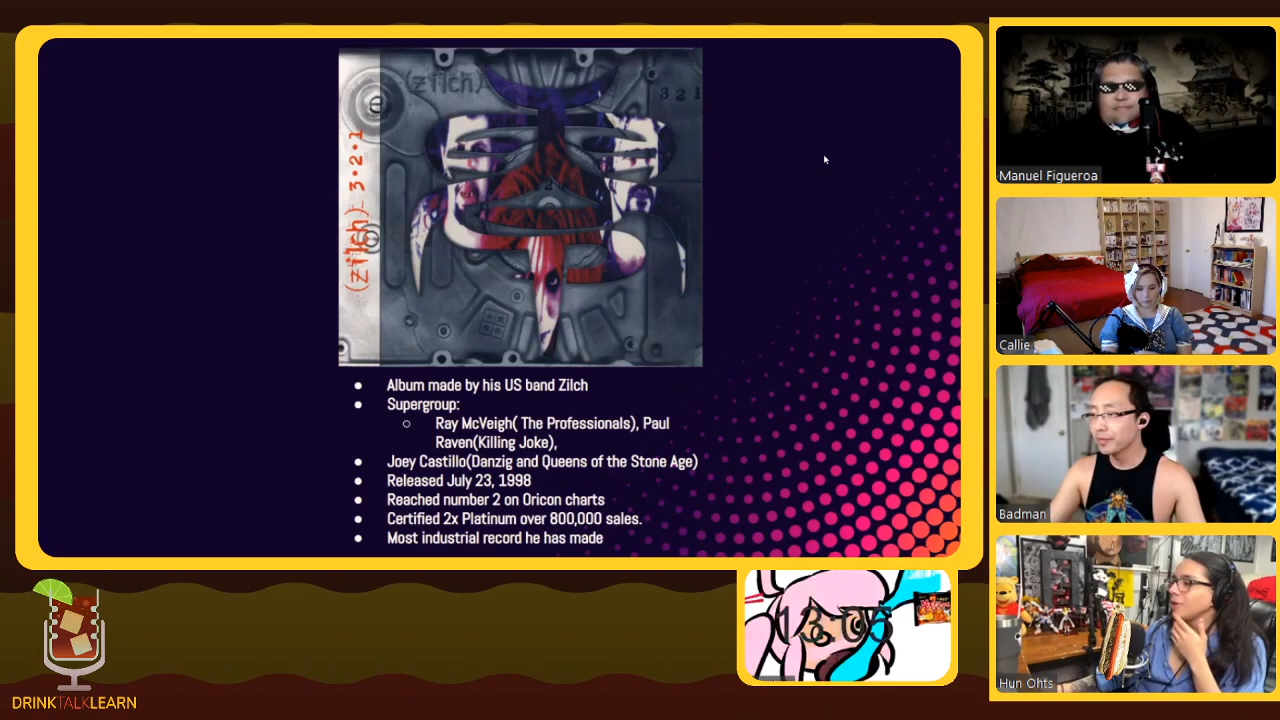 (zilch)
3 2 1
(zilch) 3·2·1
Album made by his US band Zilch
Supergroup:
Ray McVeigh( The Professionals), Paul
Raven(Killing Joke),
Joey Castillo(Danzig and Queens of the Stone Age)
Released July 23, 1998
Reached number 2 on Oricon charts
Certified 2x Platinum over 800,000 sales.
Most industrial record he has made
Manuel Figueroa
Callie
Badman
Hun Ohts
DRINKTALKLEARN